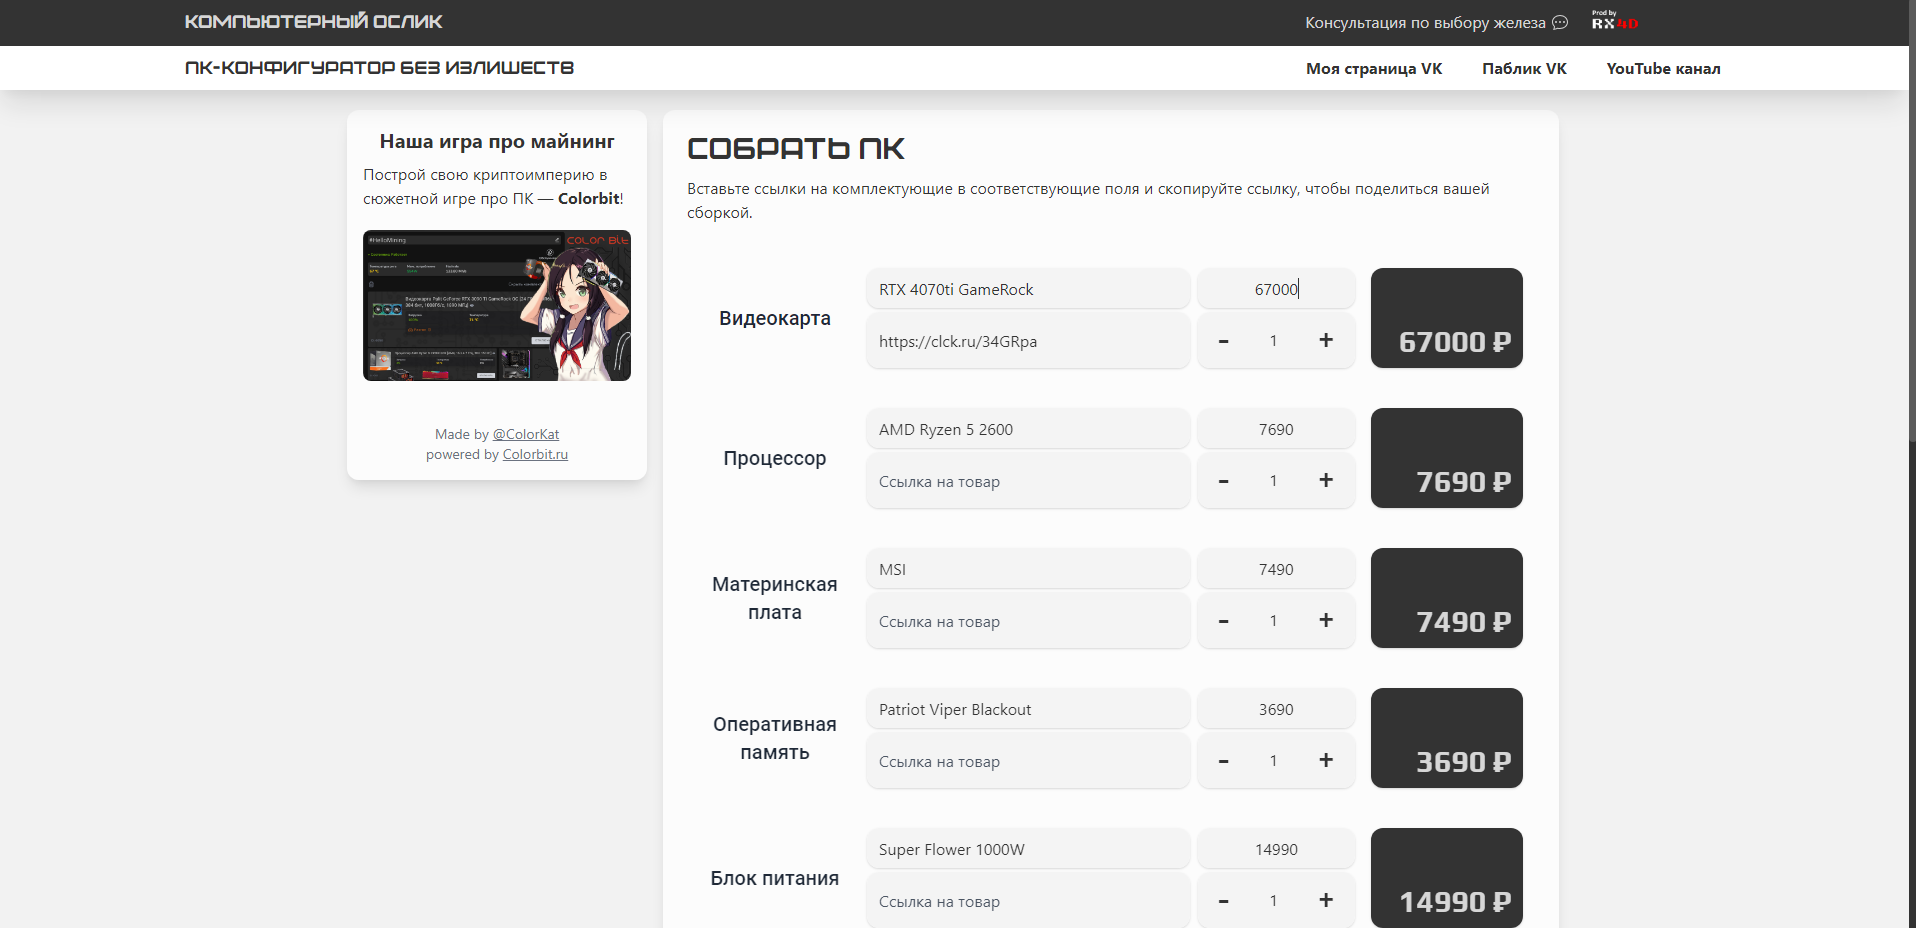 КОМПЬЮТЕРНЫЙ ОСЛИК
Консультация по выбору железа
Prod by
RX4D
ПК-КОНФИГУРАТОР БЕЗ ИЗЛИШЕСТВ
Моя страница VK
Паблик VK
YouTube канал
Наша игра про майнинг
Построй свою криптоимперию в
сюжетной игре про ПК — Colorbit!
#HelloMining
COLOR BIT
Made by @ColorKat
powered by Colorbit.ru
СОБРАТЬ ПК
Вставьте ссылки на комплектующие в соответствующие поля и скопируйте ссылку, чтобы поделиться вашей
сборкой.
Видеокарта
RTX 4070ti GameRock
67000
https://clck.ru/34GRpa
- 1 +
67000 ₽
Процессор
AMD Ryzen 5 2600
7690
Ссылка на товар
- 1 +
7690 ₽
Материнская
плата
MSI
7490
Ссылка на товар
- 1 +
7490 ₽
Оперативная
память
Patriot Viper Blackout
3690
Ссылка на товар
- 1 +
3690 ₽
Блок питания
Super Flower 1000W
14990
Ссылка на товар
- 1 +
14990 ₽